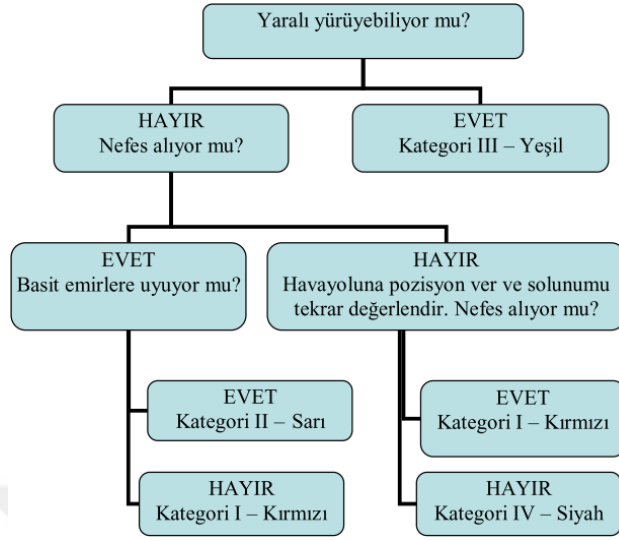 Yaralı yürüyebiliyor mu?
HAYIR
Nefes alıyor mu?
EVET
Kategori III – Yeşil
EVET
Basit emirlere uyuyor mu?
HAYIR
Havayoluna pozisyon ver ve solunumu
tekrar değerlendir. Nefes alıyor mu?
EVET
Kategori II – Sarı
EVET
Kategori I – Kırmızı
HAYIR
Kategori I – Kırmızı
HAYIR
Kategori IV – Siyah